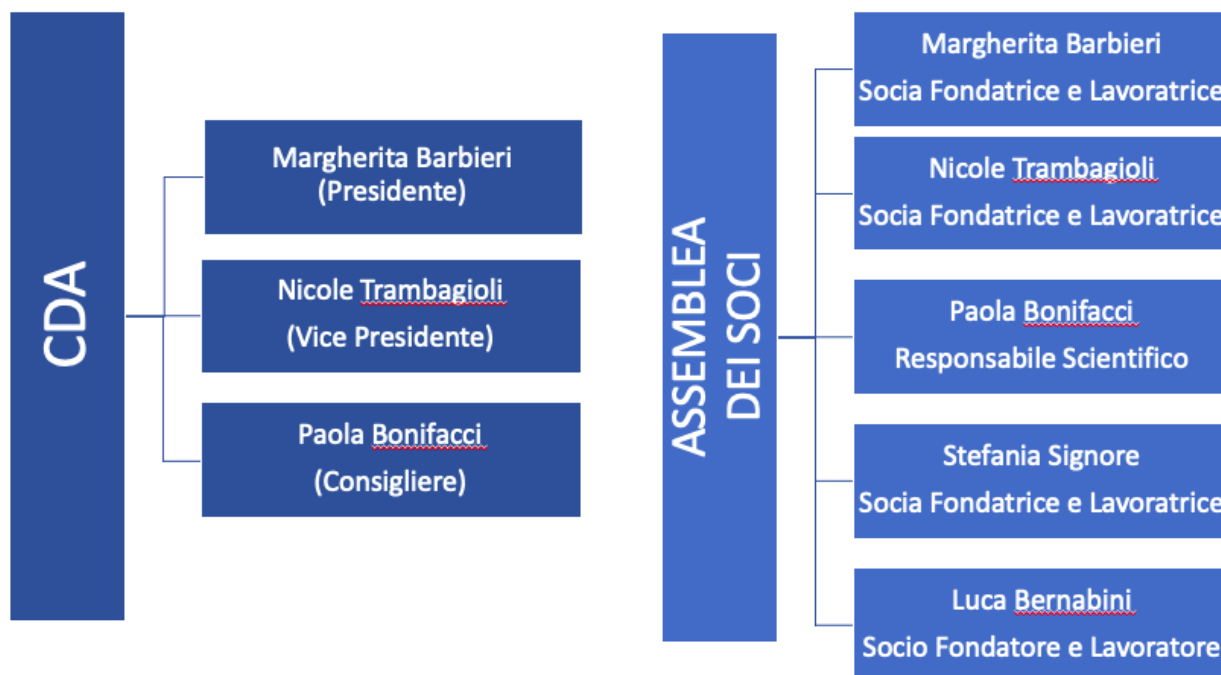 CDA
Margherita Barbieri
(Presidente)
Nicole Trambagioli
(Vice Presidente)
Paola Bonifacci
(Consigliere)
ASSEMBLEA
DEI SOCI
Margherita Barbieri
Socia Fondatrice e Lavoratrice
Nicole Trambagioli
Socia Fondatrice e Lavoratrice
Paola Bonifacci
Responsabile Scientifico
Stefania Signore
Socia Fondatrice e Lavoratrice
Luca Bernabini
Socio Fondatore e Lavoratore